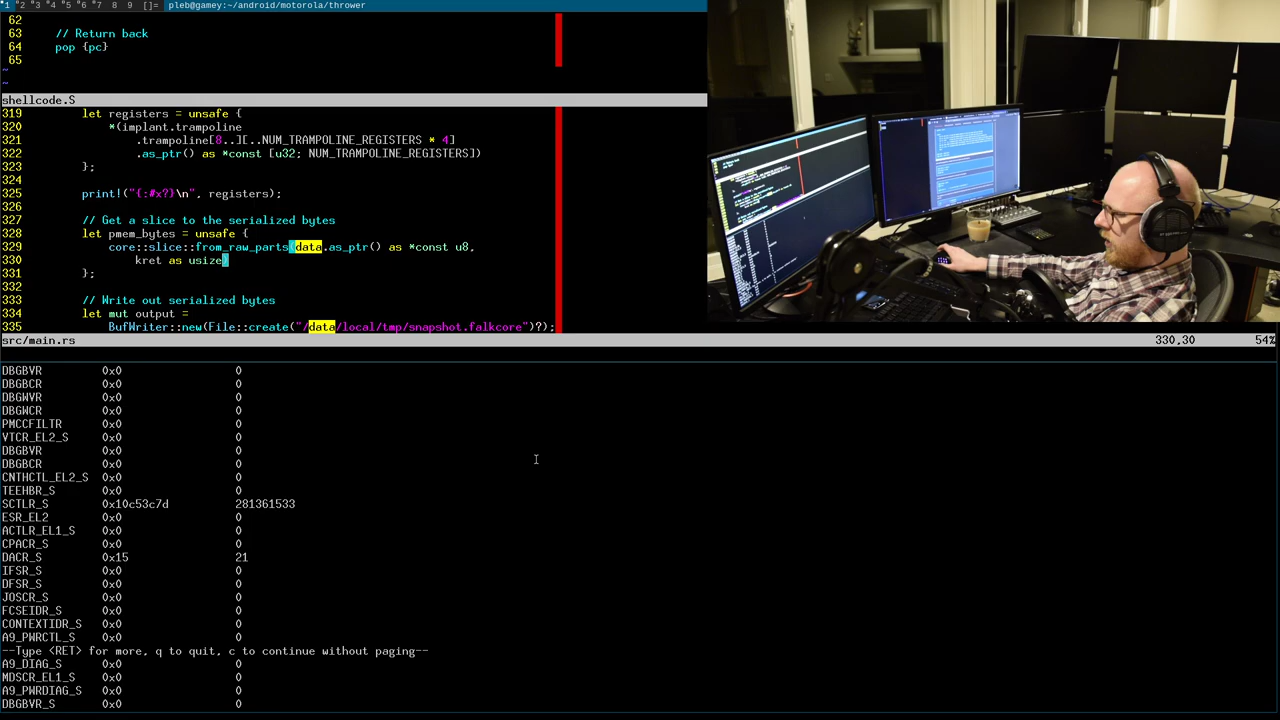 1 2 3 4 5 6 7 8 9 []= pleb@gamey:~/android/motorola/thrower
62
63 // Return back
64 pop {pc}
65
~
~
shellcode.S
319 let registers = unsafe {
320 *(implant.trampoline
321 .trampoline[8..][..NUM_TRAMPOLINE_REGISTERS * 4]
322 .as_ptr() as *const [u32; NUM_TRAMPOLINE_REGISTERS])
323 };
324
325 print!("{:#x?}\n", registers);
326
327 // Get a slice to the serialized bytes
328 let pmem_bytes = unsafe {
329 core::slice::from_raw_parts(data.as_ptr() as *const u8,
330 kret as usize)
331 };
332
333 // Write out serialized bytes
334 let mut output =
335 BufWriter::new(File::create("/data/local/tmp/snapshot.falkcore")?);
src/main.rs 330,30 54%
DBGBVR 0x0 0
DBGBCR 0x0 0
DBGWVR 0x0 0
DBGWCR 0x0 0
PMCCFILTR 0x0 0
VTCR_EL2_S 0x0 0
DBGBVR 0x0 0
DBGBCR 0x0 0
CNTHCTL_EL2_S 0x0 0
TEEHBR_S 0x0 0
SCTLR_S 0x10c53c7d 281361533
ESR_EL2 0x0 0
ACTLR_EL1_S 0x0 0
CPACR_S 0x0 0
DACR_S 0x15 21
IFSR_S 0x0 0
DFSR_S 0x0 0
JOSCR_S 0x0 0
FCSEIDR_S 0x0 0
CONTEXTIDR_S 0x0 0
A9_PWRCTL_S 0x0 0
--Type <RET> for more, q to quit, c to continue without paging--
A9_DIAG_S 0x0 0
MDSCR_EL1_S 0x0 0
A9_PWRDIAG_S 0x0 0
DBGBVR_S 0x0 0